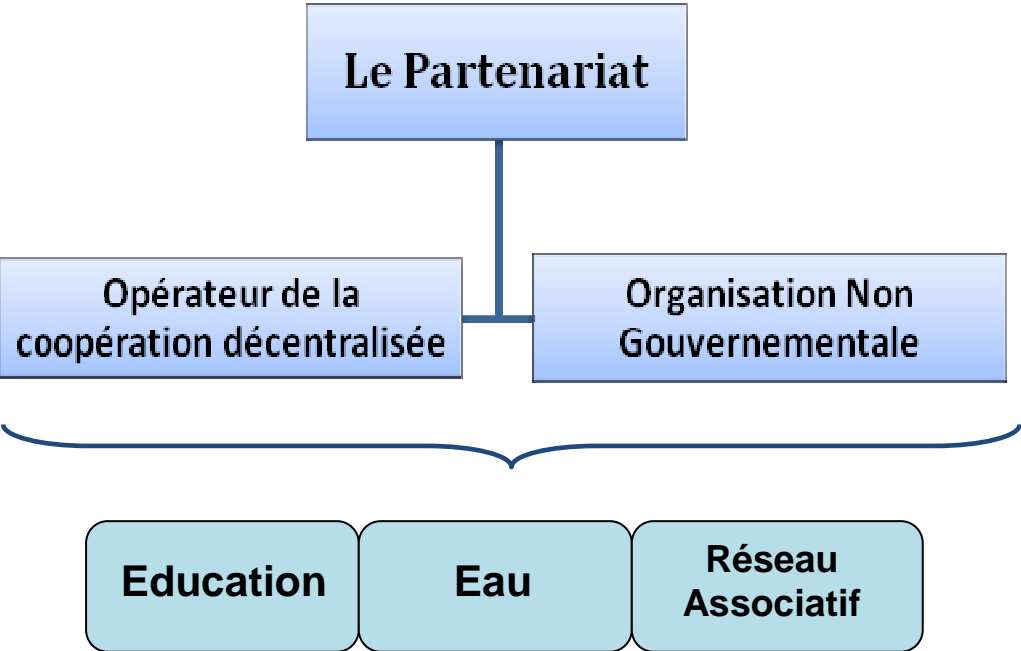 Le Partenariat
Opérateur de la
coopération décentralisée
Organisation Non
Gouvernementale
Education
Eau
Réseau
Associatif